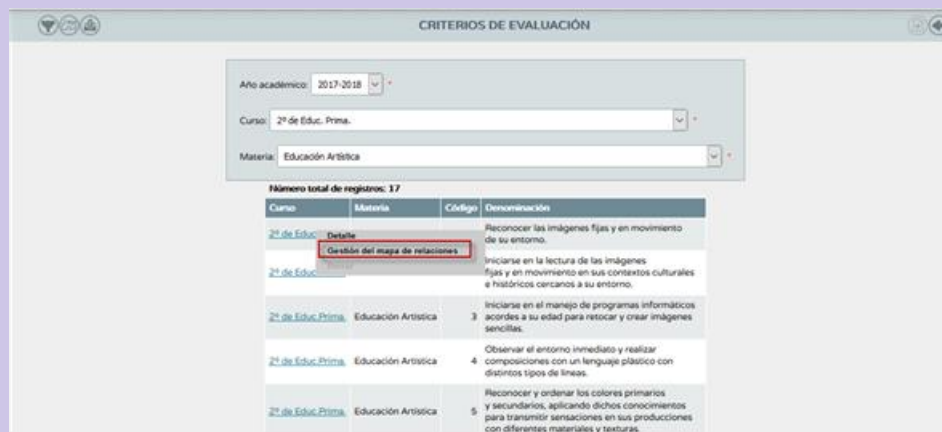 CRITERIOS DE EVALUACIÓN
Año académico: 2017-2018 *
Curso: 2º de Educ. Prima. *
Materia: Educación Artística *
Número total de registros: 17
Curso Materia Código Denominación
2º de Educ
Detalle
Gestión del mapa de relaciones
Reconocer las imágenes fijas y en movimiento
de su entorno.
2º de Educ
Iniciarse en la lectura de las imágenes
fijas y en movimiento en sus contextos culturales
e históricos cercanos a su entorno.
2º de Educ.Prima. Educación Artística 3 Iniciarse en el manejo de programas informáticos
acordes a su edad para retocar y crear imágenes
sencillas.
2º de Educ.Prima. Educación Artística 4 Observar el entorno inmediato y realizar
composiciones con un lenguaje plástico con
distintos tipos de líneas.
2º de Educ.Prima. Educación Artística 5 Reconocer y ordenar los colores primarios
y secundarios, aplicando dichos conocimientos
para transmitir sensaciones en sus producciones
con diferentes materiales y texturas.